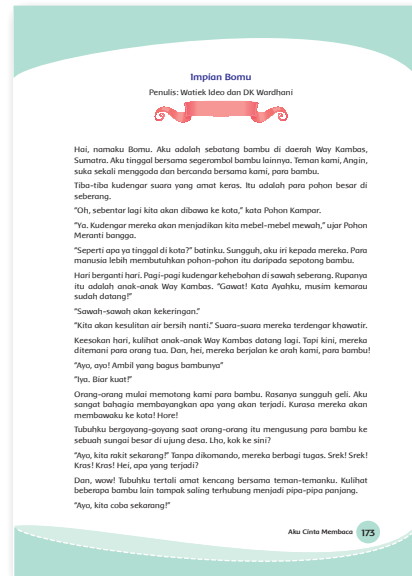 Impian Bomu
Penulis: Watiek Ideo dan DK Wardhani
Hai, namaku Bomu. Aku adalah sebatang bambu di daerah Way Kambas,
Sumatra. Aku tinggal bersama segerombol bambu lainnya. Teman kami, Angin,
suka sekali menggoda dan bercanda bersama kami, para bambu.
Tiba-tiba kudengar suara yang amat keras. Itu adalah para pohon besar di
seberang.
"Oh, sebentar lagi kita akan dibawa ke kota," kata Pohon Kampar.
"Ya. Kudengar mereka akan menjadikan kita mebel-mebel mewah," ujar Pohon
Meranti bangga.
"Seperti apa ya tinggal di kota?" batinku. Sungguh, aku iri kepada mereka. Para
manusia lebih membutuhkan pohon-pohon itu daripada sepotong bambu.
Hari berganti hari. Pagi-pagi kudengar kehebohan di sawah seberang. Rupanya
itu adalah anak-anak Way Kambas. "Gawat! Kata Ayahku, musim kemarau
sudah datang!"
"Sawah-sawah akan kekeringan."
"Kita akan kesulitan air bersih nanti." Suara-suara mereka terdengar khawatir.
Keesokan hari, kulihat anak-anak Way Kambas datang lagi. Tapi kini, mereka
ditemani para orang tua. Dan, hei, mereka berjalan ke arah kami, para bambu!
"Ayo, ayo! Ambil yang bagus bambunya"
"Iya. Biar kuat!"
Orang-orang mulai memotong kami para bambu. Rasanya sungguh geli. Aku
sangat bahagia membayangkan apa yang akan terjadi. Kurasa mereka akan
membawaku ke kota! Hore!
Tubuhku bergoyang-goyang saat orang-orang itu mengusung para bambu ke
sebuah sungai besar di ujung desa. Lho, kok ke sini?
"Ayo, kita rakit sekarang!" Tanpa dikomando, mereka berbagi tugas. Srek! Srek!
Kras! Kras! Hei, apa yang terjadi?
Dan, wow! Tubuhku tertali amat kencang bersama teman-temanku. Kulihat
beberapa bambu lain tampak saling terhubung menjadi pipa-pipa panjang.
"Ayo, kita coba sekarang!"
Aku Cinta Membaca 173